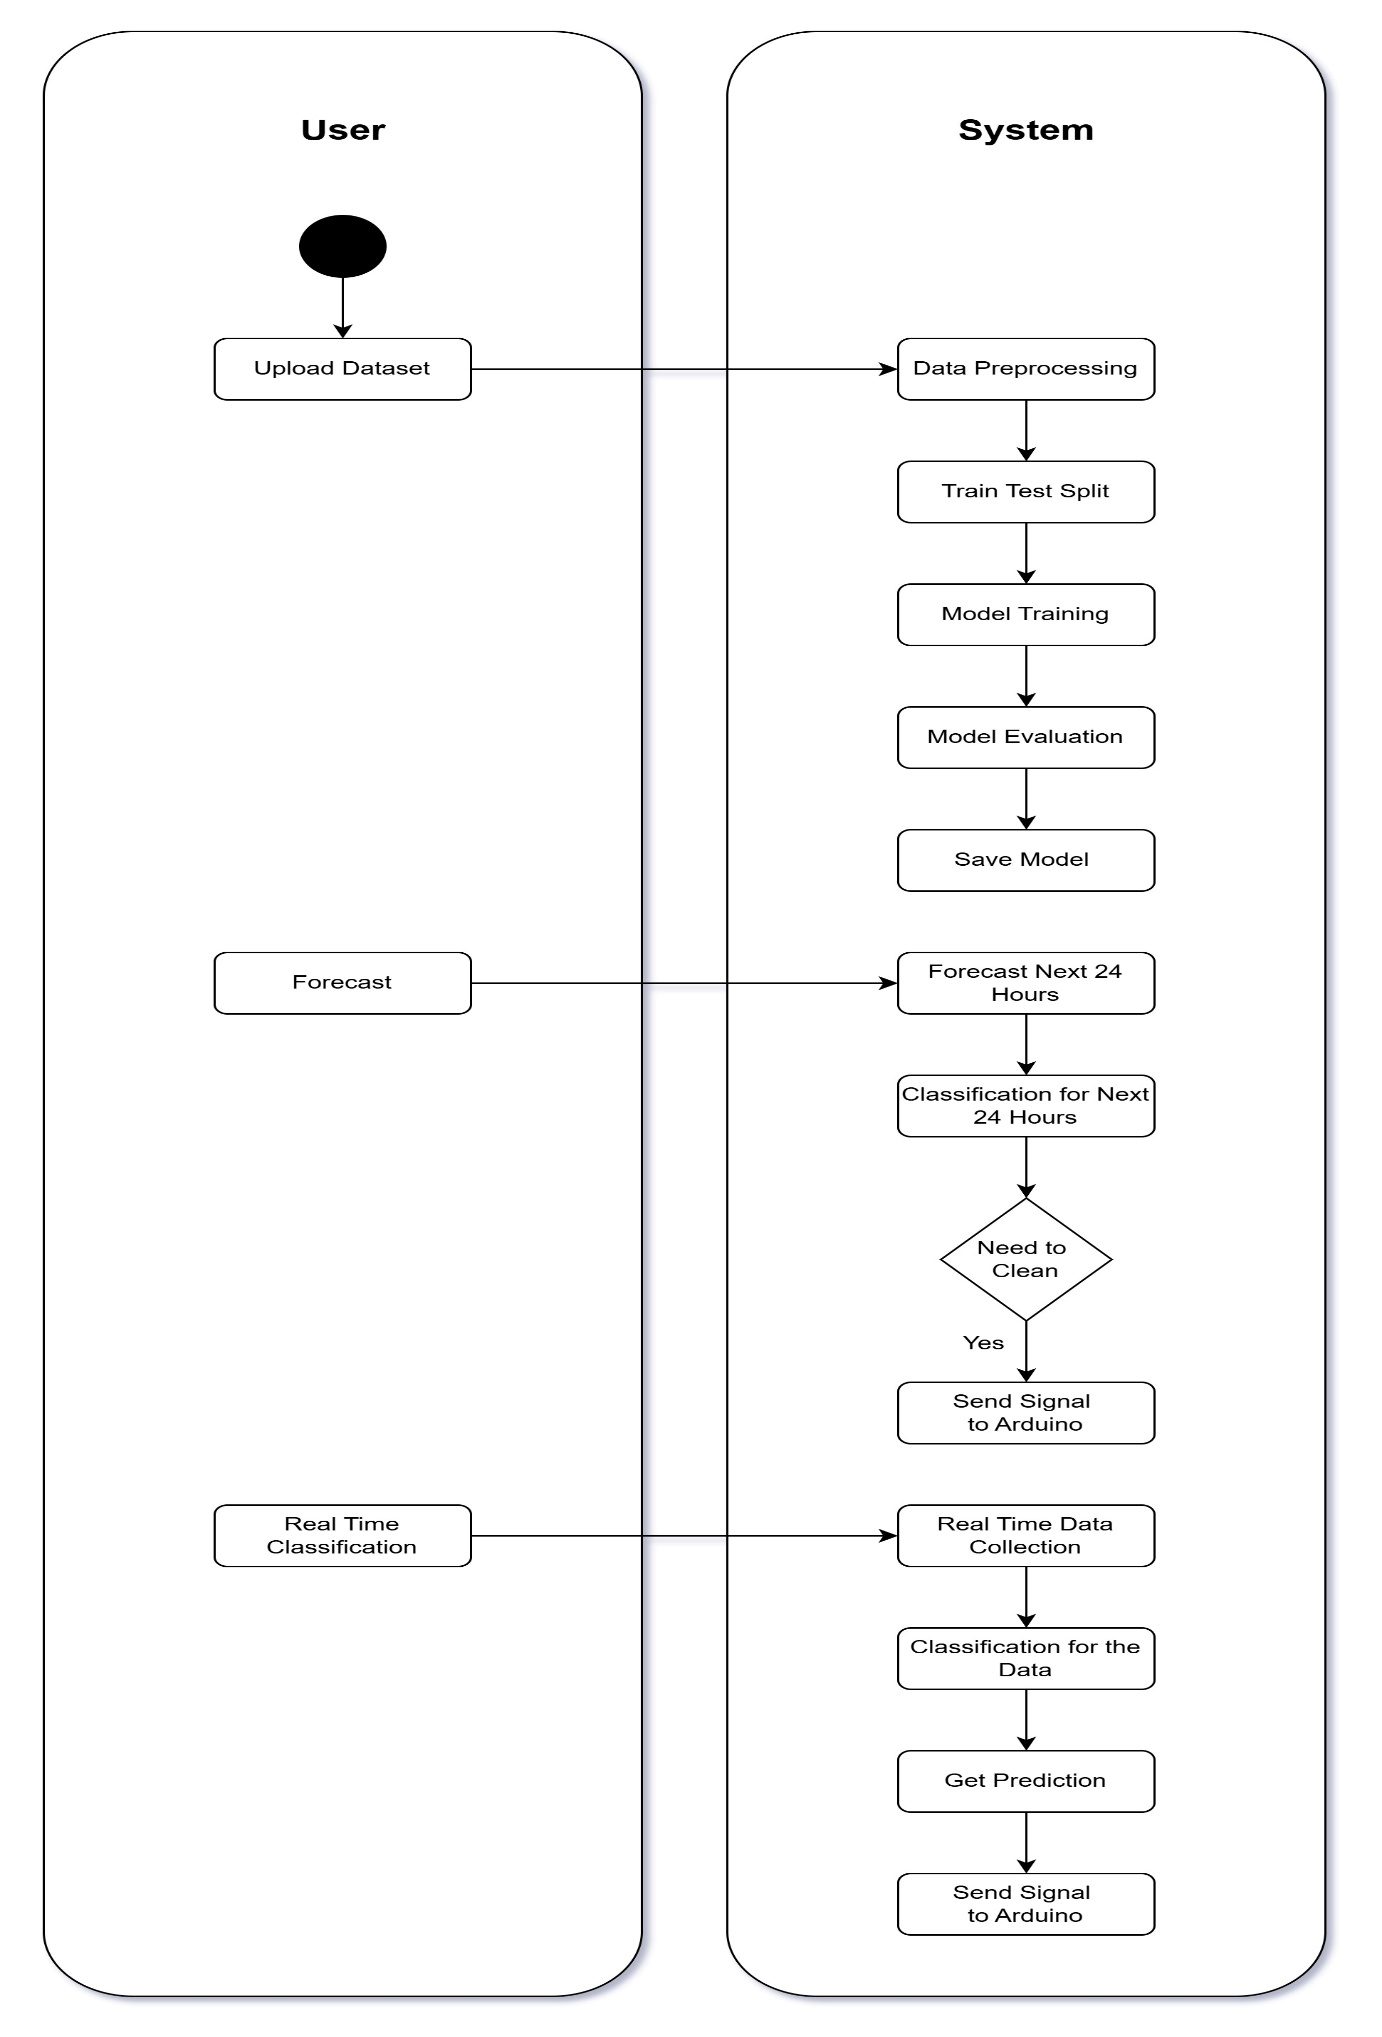 User
System
Upload Dataset
Data Preprocessing
Train Test Split
Model Training
Model Evaluation
Save Model
Forecast
Forecast Next 24
Hours
Classification for Next
24 Hours
Need to
Clean
Yes
Send Signal
to Arduino
Real Time
Classification
Real Time Data
Collection
Classification for the
Data
Get Prediction
Send Signal
to Arduino